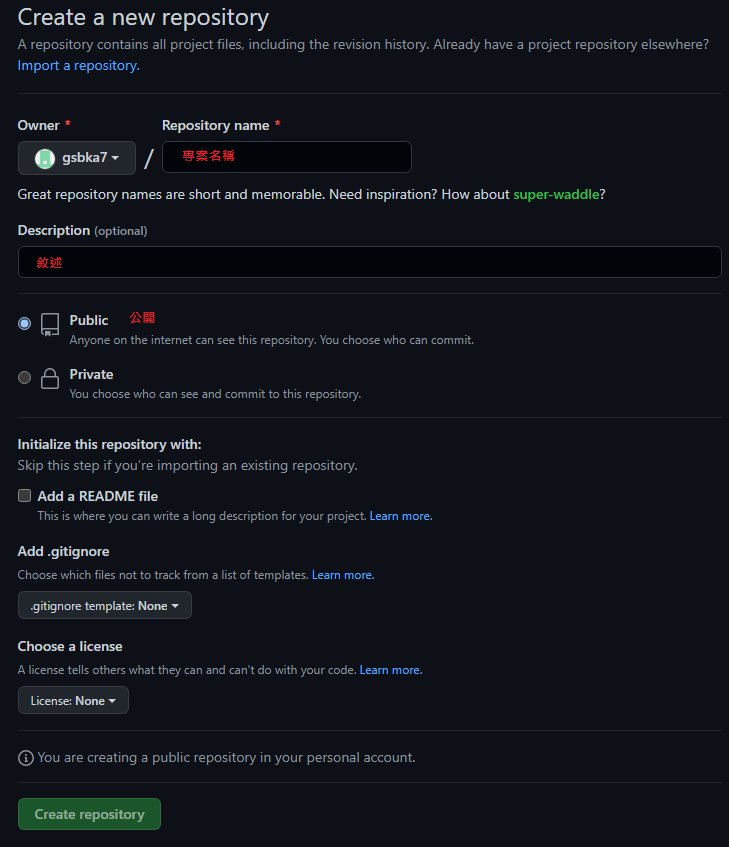 Create a new repository
A repository contains all project files, including the revision history. Already have a project repository elsewhere?
Import a repository.
Owner * Repository name *
gsbka7 / 專案名稱
Great repository names are short and memorable. Need inspiration? How about super-waddle?
Description (optional)
敘述
Public 公開
Anyone on the internet can see this repository. You choose who can commit.
Private
You choose who can see and commit to this repository.
Initialize this repository with:
Skip this step if you're importing an existing repository.
Add a README file
This is where you can write a long description for your project. Learn more.
Add .gitignore
Choose which files not to track from a list of templates. Learn more.
.gitignore template: None
Choose a license
A license tells others what they can and can't do with your code. Learn more.
License: None
You are creating a public repository in your personal account.
Create repository